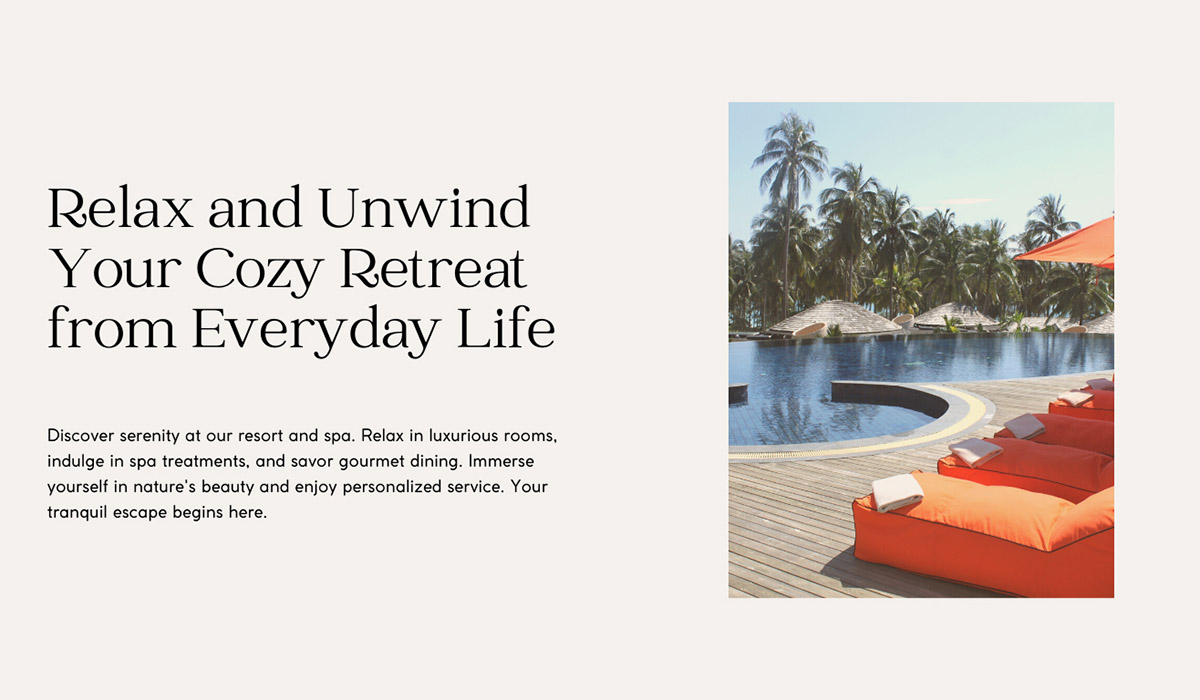 Relax and Unwind
Your Cozy Retreat
from Everyday Life
Discover serenity at our resort and spa. Relax in luxurious rooms,
indulge in spa treatments, and savor gourmet dining. Immerse
yourself in nature's beauty and enjoy personalized service. Your
tranquil escape begins here.